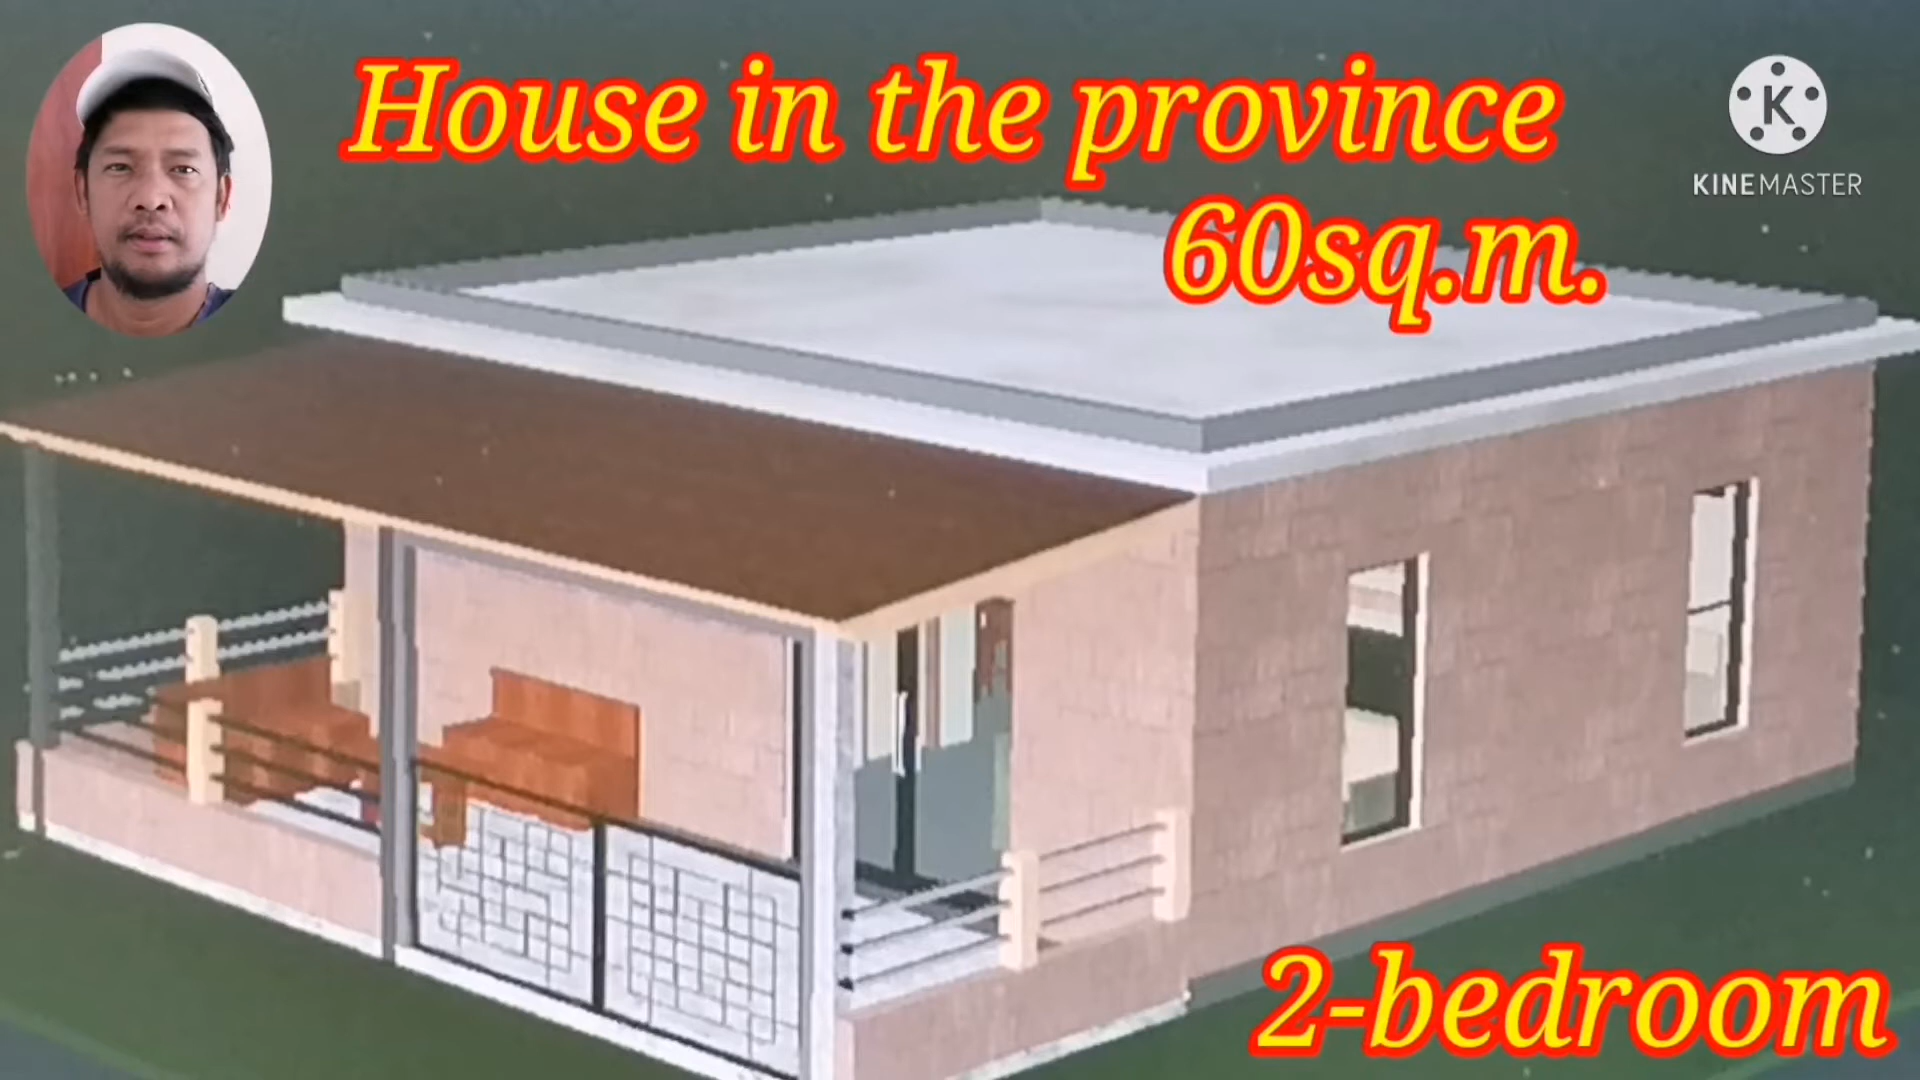 House in the province
K
KINEMASTER
60sq.m.
2-bedroom